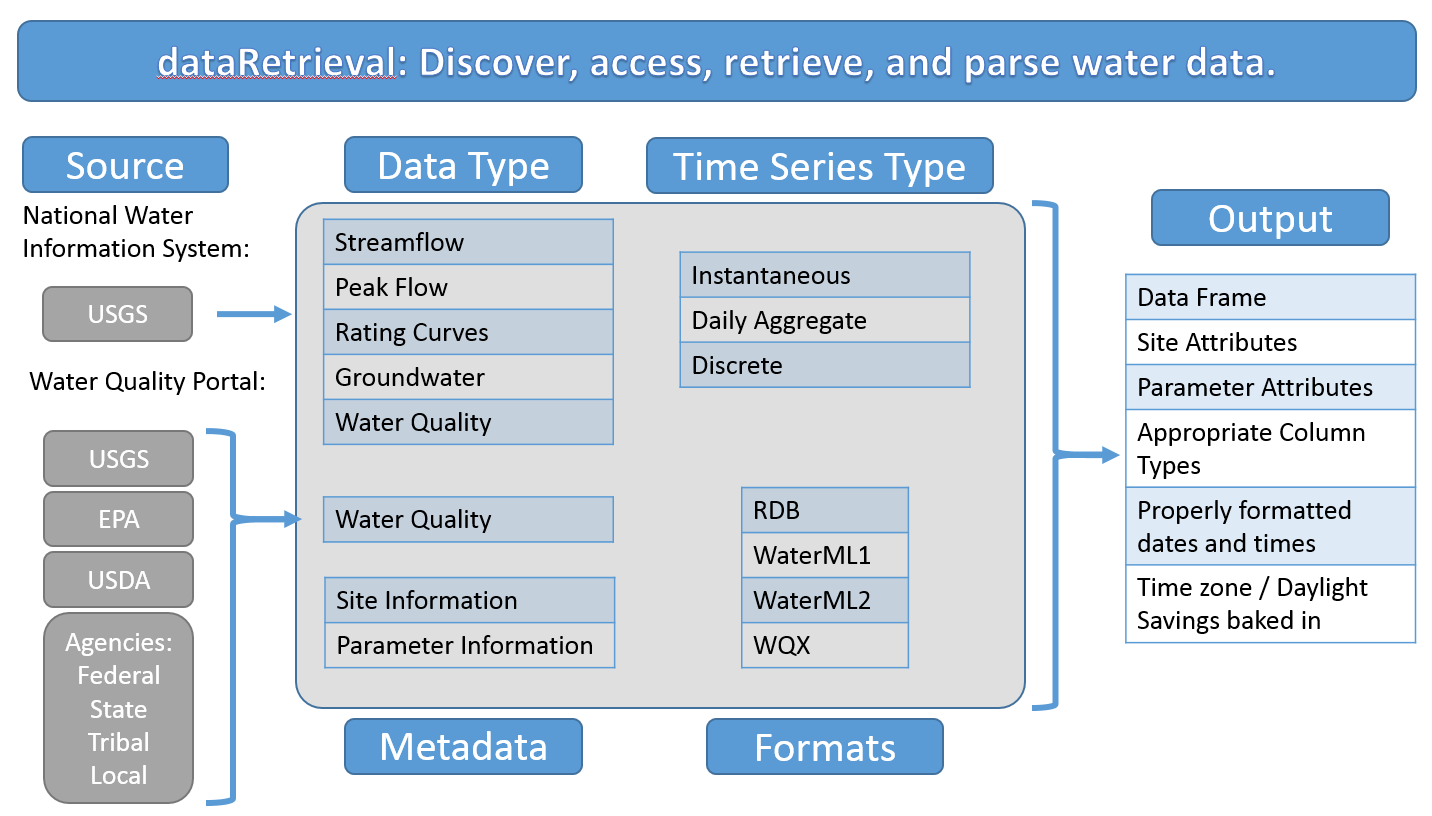 dataRetrieval: Discover, access, retrieve, and parse water data.
Source
National Water
Information System:
USGS
Water Quality Portal:
USGS
EPA
USDA
Agencies:
Federal
State
Tribal
Local
Data Type
Streamflow
Peak Flow
Rating Curves
Groundwater
Water Quality
Water Quality
Site Information
Parameter Information
Metadata
Time Series Type
Instantaneous
Daily Aggregate
Discrete
RDB
WaterML1
WaterML2
WQX
Formats
Output
Data Frame
Site Attributes
Parameter Attributes
Appropriate Column
Types
Properly formatted
dates and times
Time zone / Daylight
Savings baked in